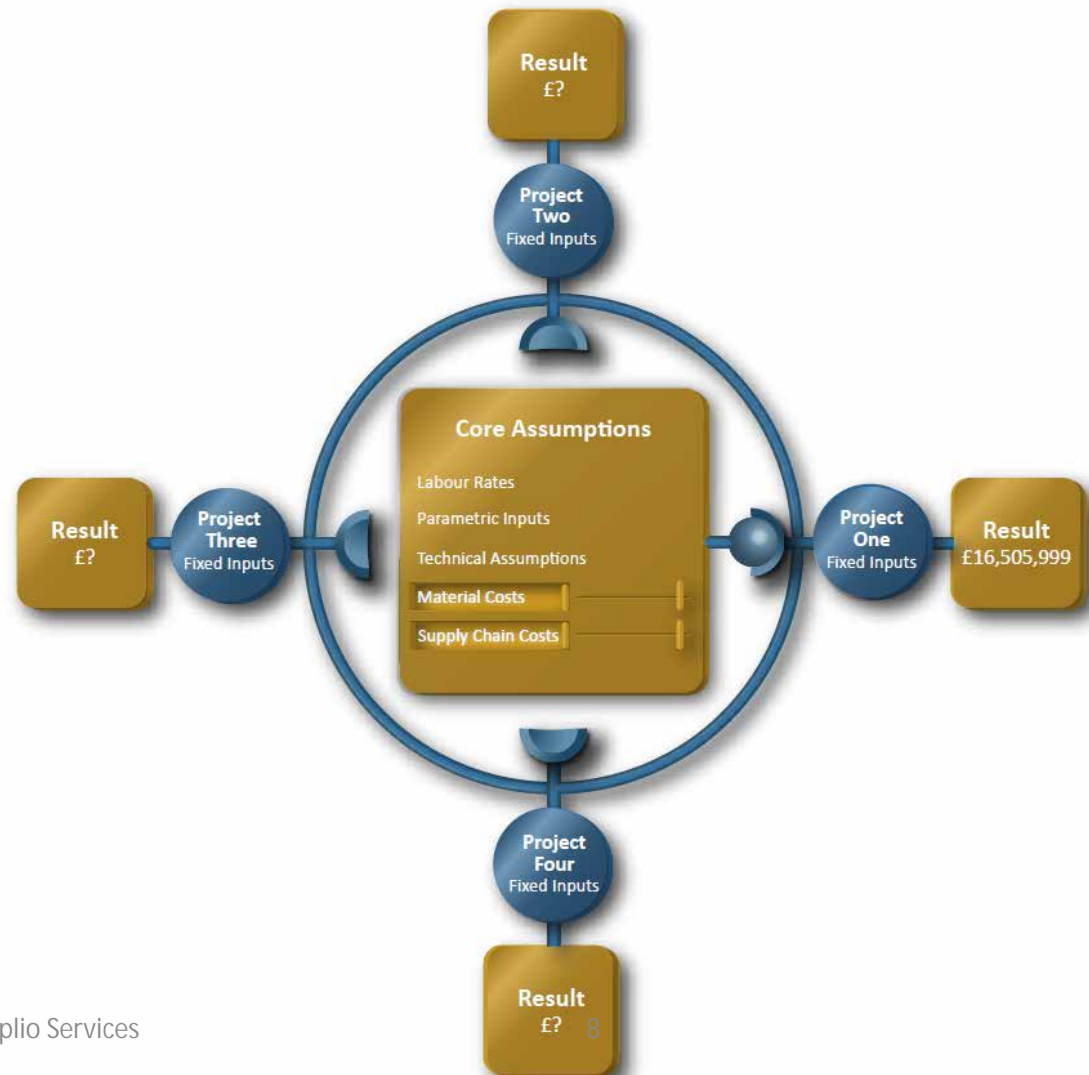 Result
£?
Project
Two
Fixed Inputs
Core Assumptions
Labour Rates
Parametric Inputs
Technical Assumptions
Material Costs
Supply Chain Costs
Result
£?
Project
Three
Fixed Inputs
Project
One
Fixed Inputs
Result
£16,505,999
Project
Four
Fixed Inputs
Result
£?
plio Services
8